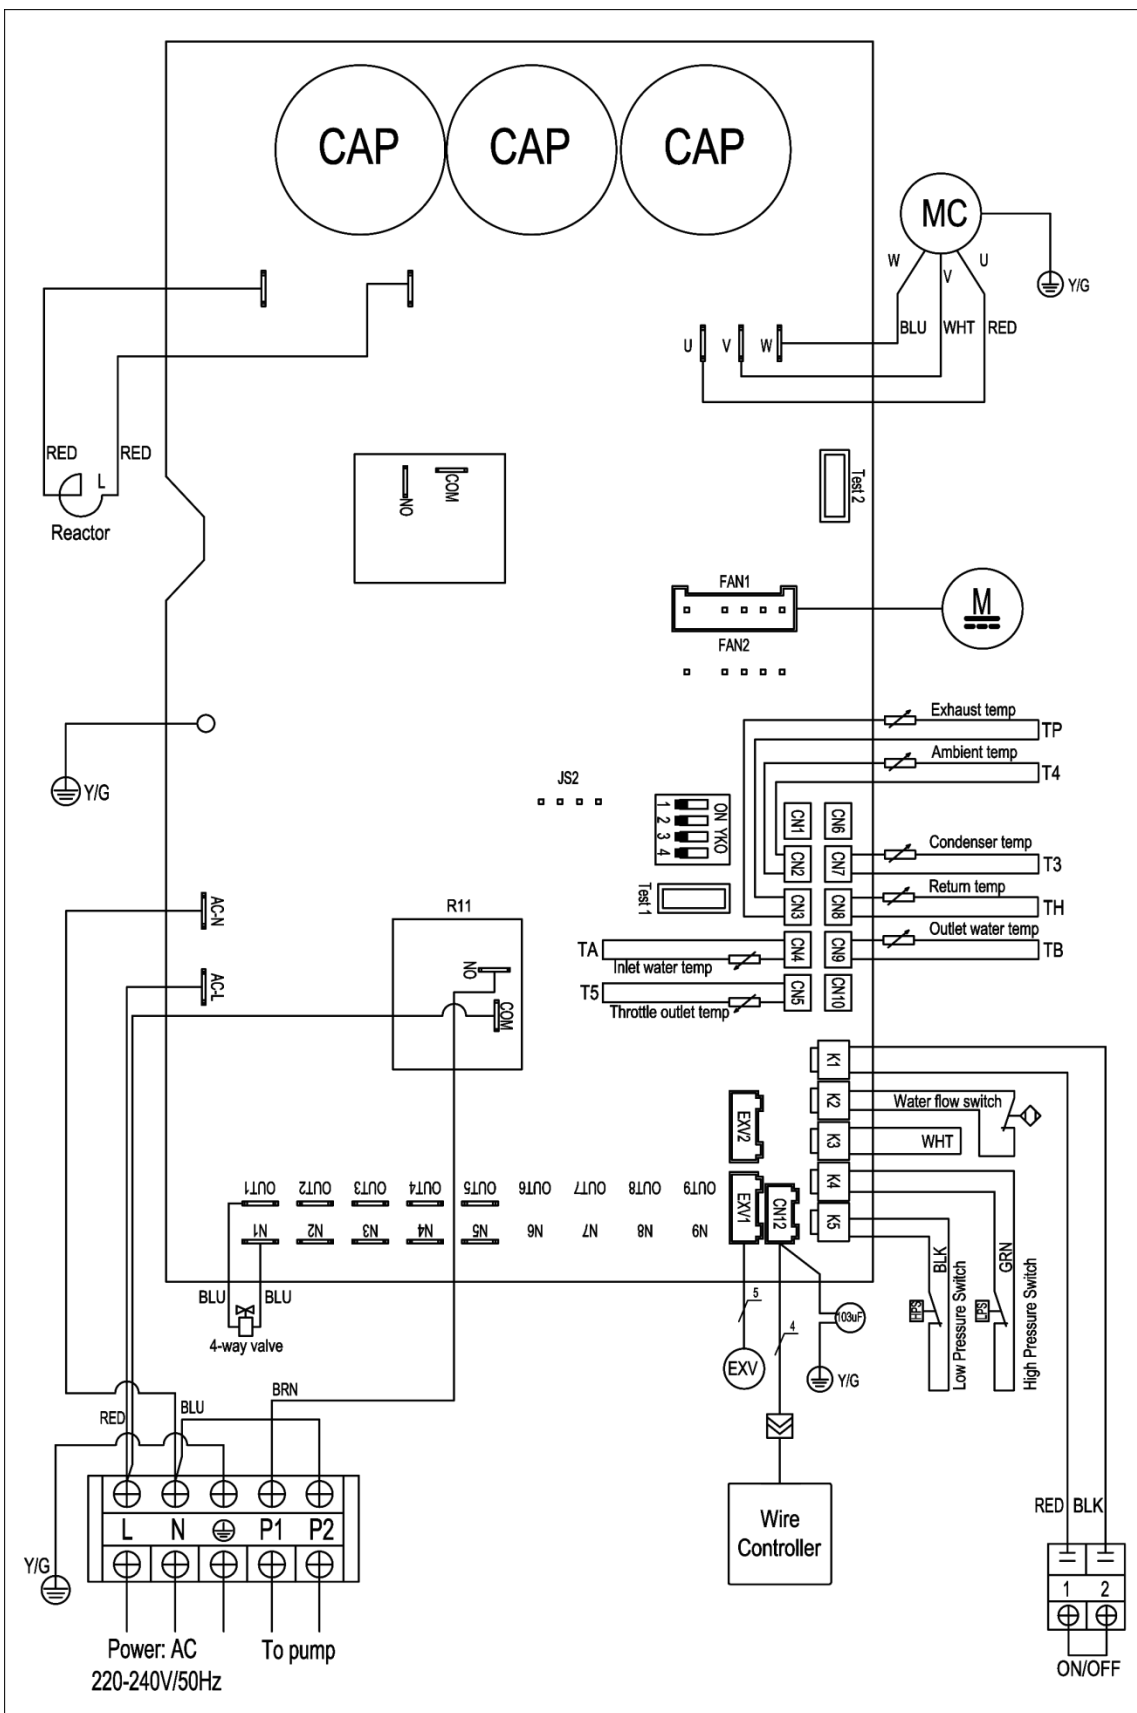 CAP CAP CAP
MC
W V U
Y/G
BLU WHT RED
U V W
RED RED
L
Reactor
NO
COM
Test 2
FAN1
M
FAN2
Exhaust temp
TP
Ambient temp
T4
Y/G
JS2
1 2 3 4
ON YKO
CN1 CN6
CN2 CN7
Condenser temp
T3
Test 1
CN3 CN8
Return temp
TH
AC-N
R11
CN4 CN9
Outlet water temp
TB
TA
Inlet water temp
AC-L
NO
COM
T5
Throttle outlet temp
CN5 CN10
K1
K2
Water flow switch
K3
WHT
K4
K5
EXV2
EXV1
CN12
OUT1 OUT2 OUT3 OUT4 OUT5 OUT6 OUT7 OUT8 OUT9
N1 N2 N3 N4 N5 N6 N7 N8 N9
BLU BLU
4-way valve
5
4
103uF
EXV
Y/G
BLK
HPS
Low Pressure Switch
GRN
LPS
High Pressure Switch
BRN
RED
BLU
L N P1 P2
Y/G
Wire
Controller
RED BLK
1 2
ON/OFF
Power: AC
220-240V/50Hz
To pump